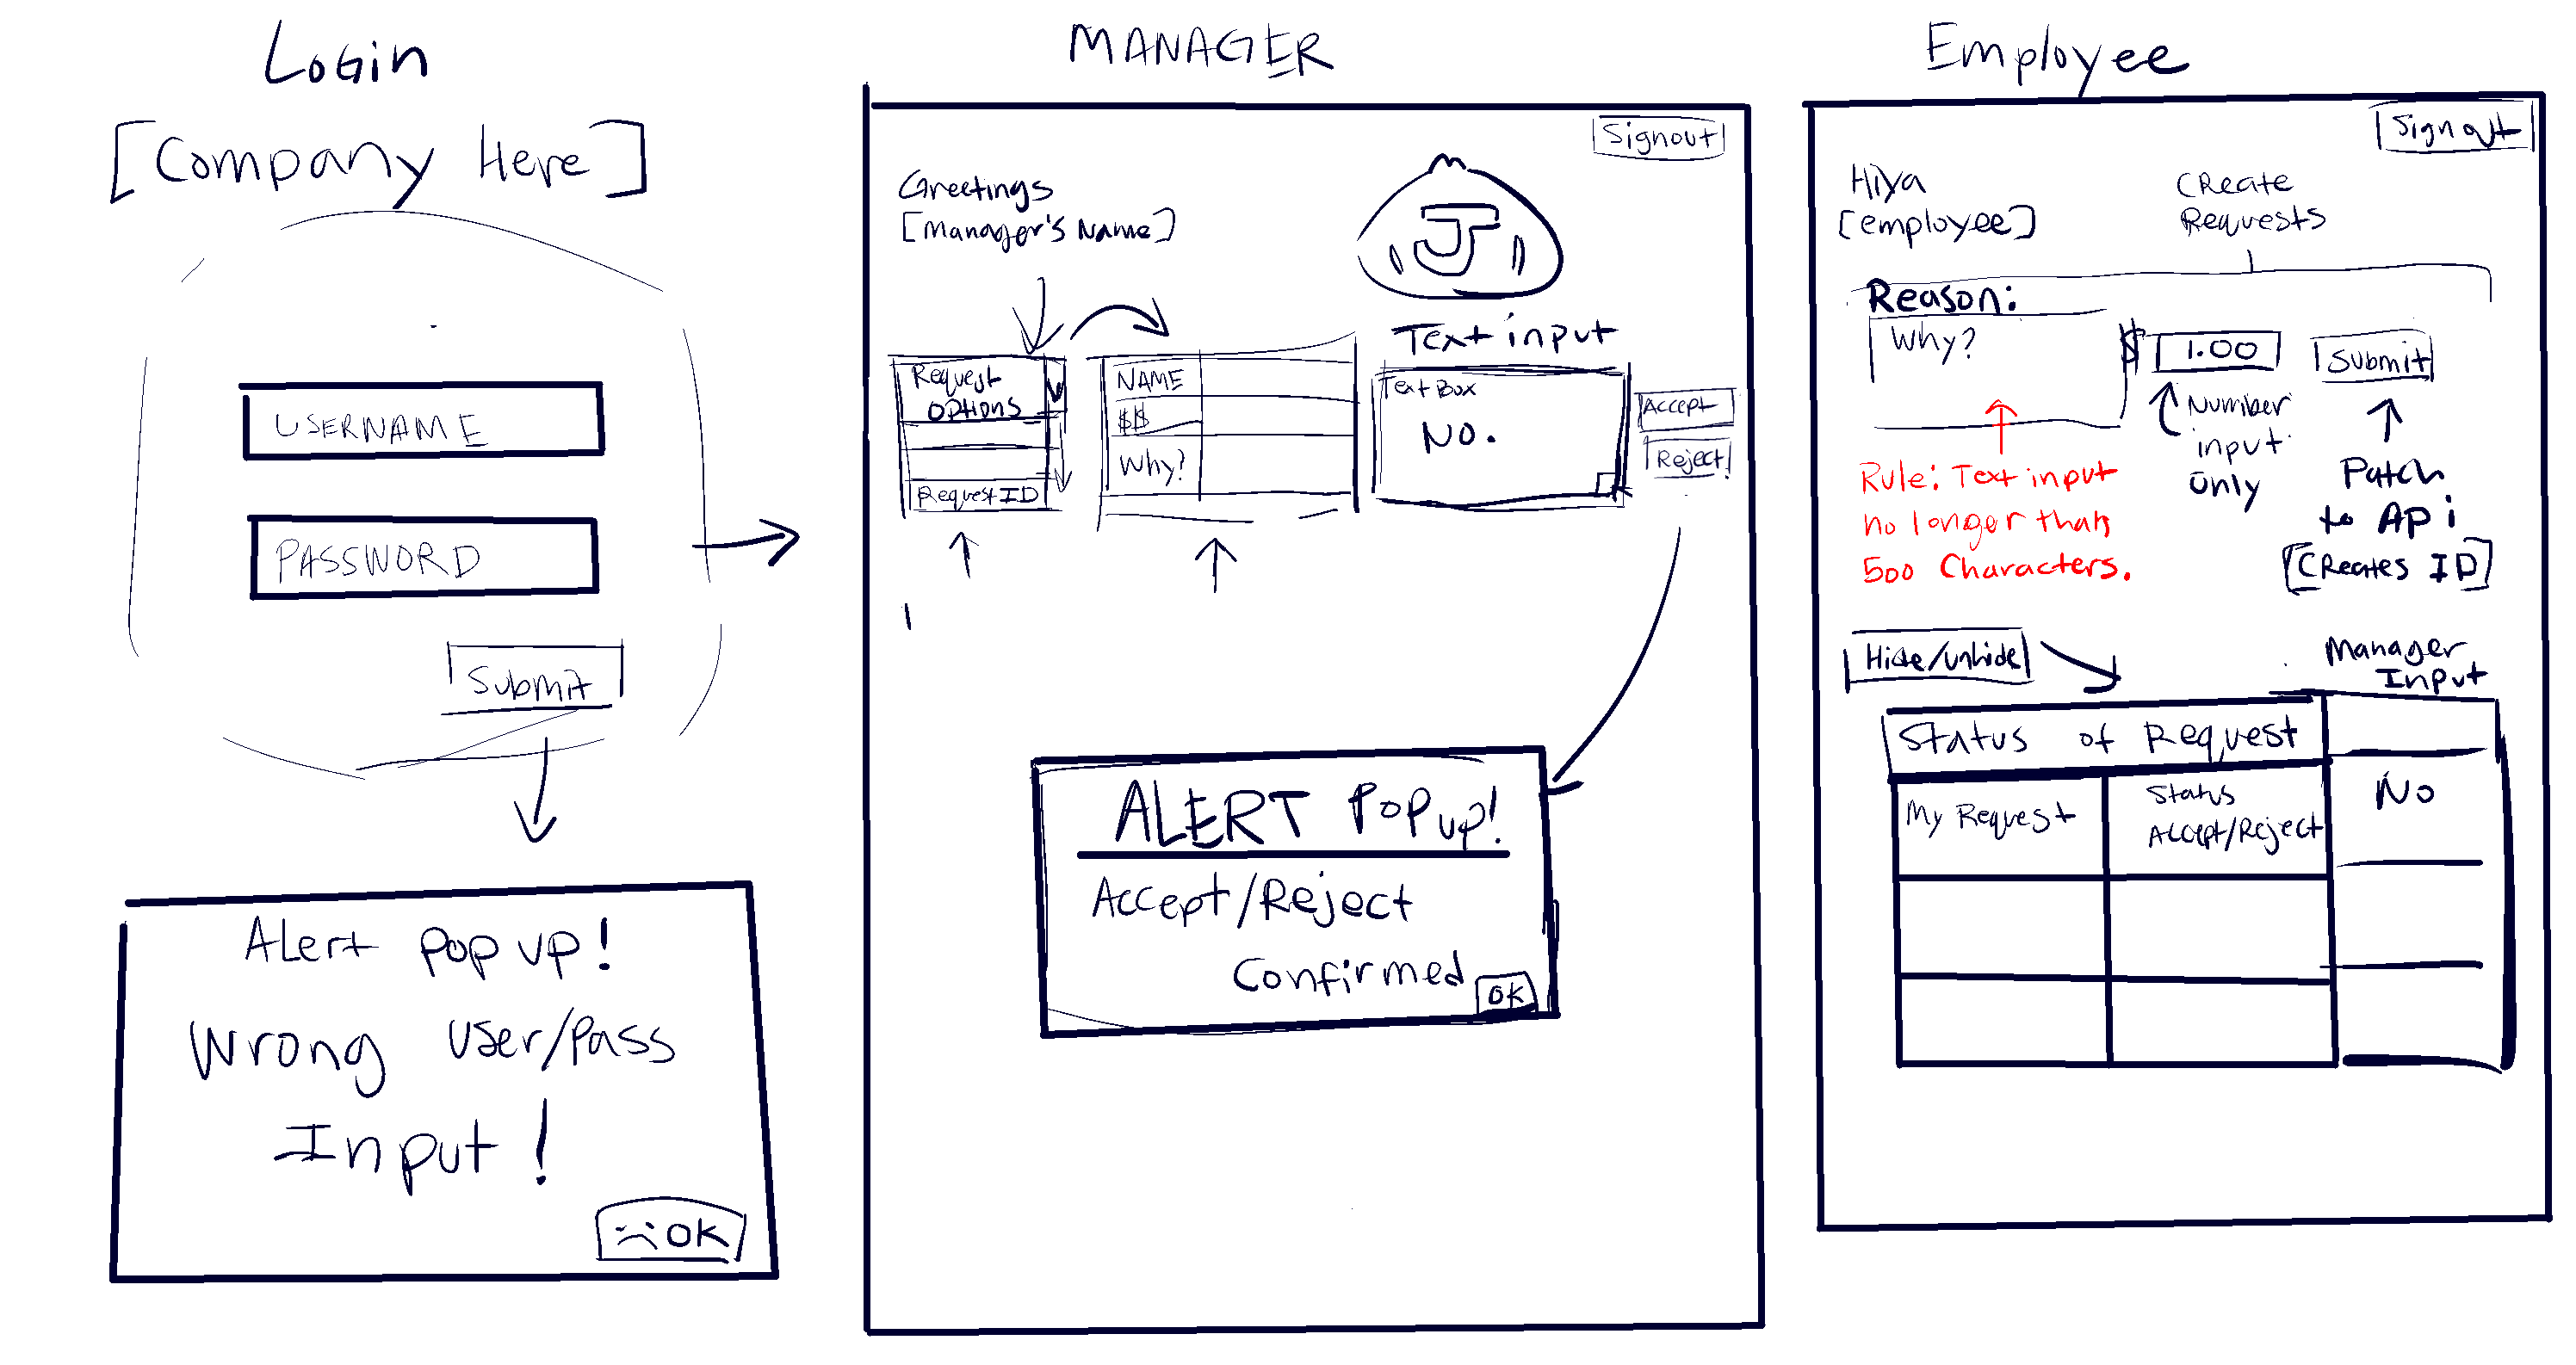 Login
[Company Here]
USERNAME
PASSWORD
Submit
Alert Pop up!
Wrong User/Pass
Input!
:( OK
MANAGER
Signout
Greetings
[Manager's Name]
J
Request
OPtions
Request ID
NAME
$$
Why?
Text input
Text Box
NO.
Accept
Reject
ALERT Pop up!
Accept/Reject
Confirmed
OK
Employee
Sign out
Hiya
[employee]
Create
Requests
Reason:
Why?
$ 1.00
Submit
Number
input
only
Rule: Text input
no longer than
500 Characters.
Patch
to APi
[Creates ID]
Hide/unhide
Manager
Input
Status of Request
My Request
Status
Accept/Reject
No